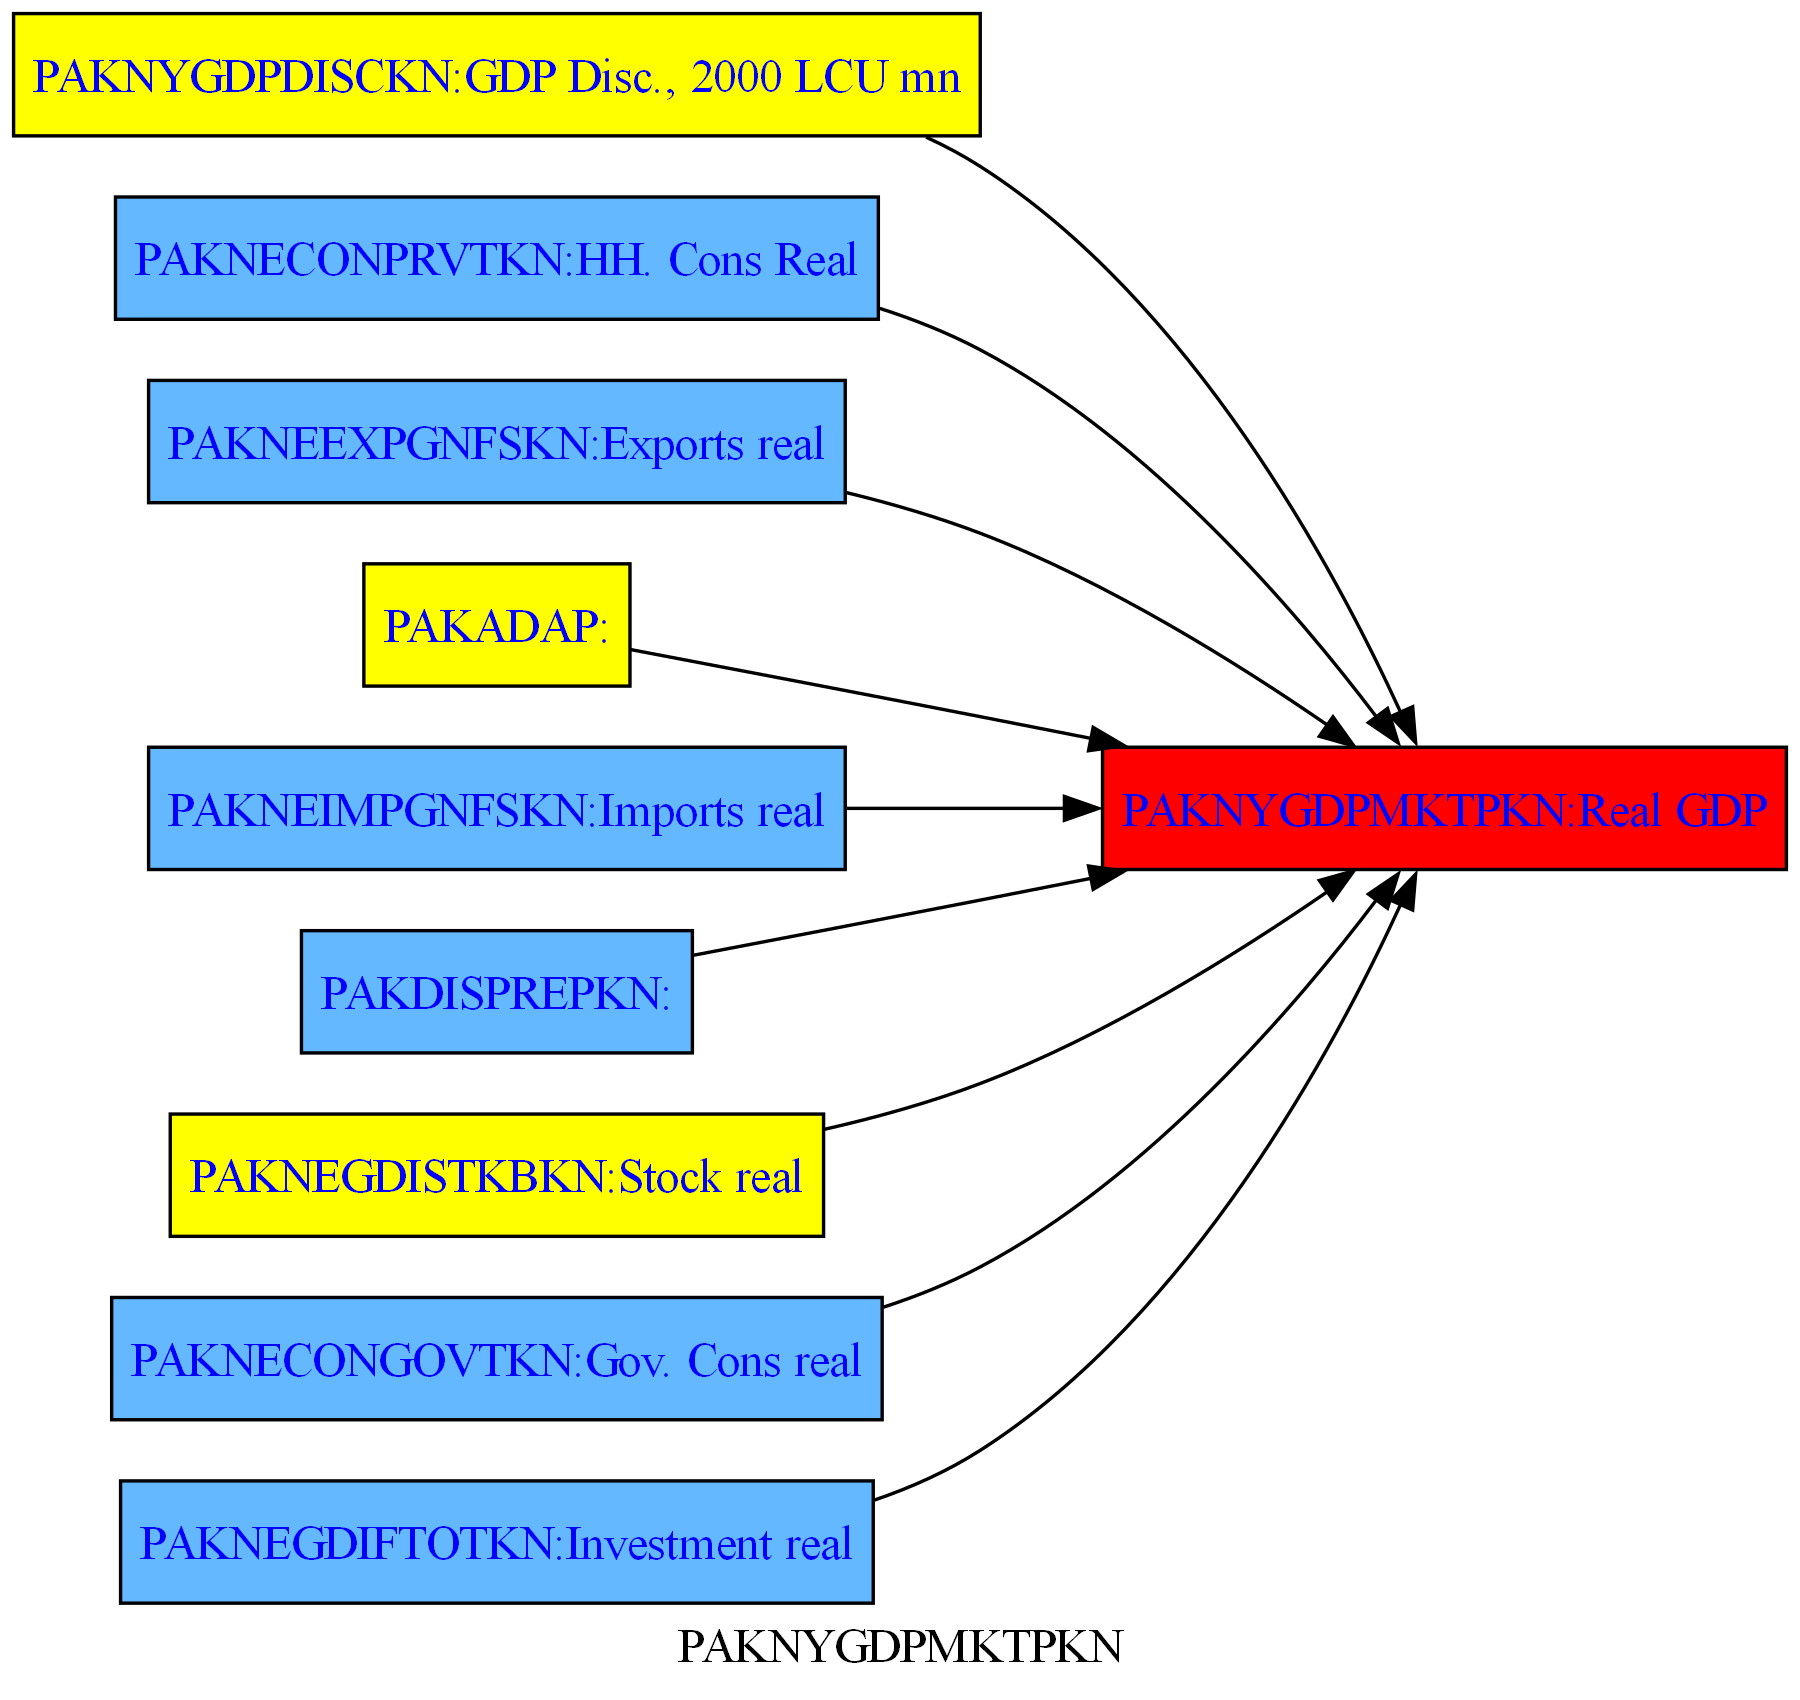 PAKNYGDPDISCKN:GDP Disc., 2000 LCU mn
PAKNECONPRVTKN:HH. Cons Real
PAKNEEXPGNFSKN:Exports real
PAKADAP:
PAKNEIMPGNFSKN:Imports real
PAKNYGDPMKTPKN:Real GDP
PAKDISPREPKN:
PAKNEGDISTKBKN:Stock real
PAKNECONGOVTKN:Gov. Cons real
PAKNEGDIFTOTKN:Investment real
PAKNYGDPMKTPKN